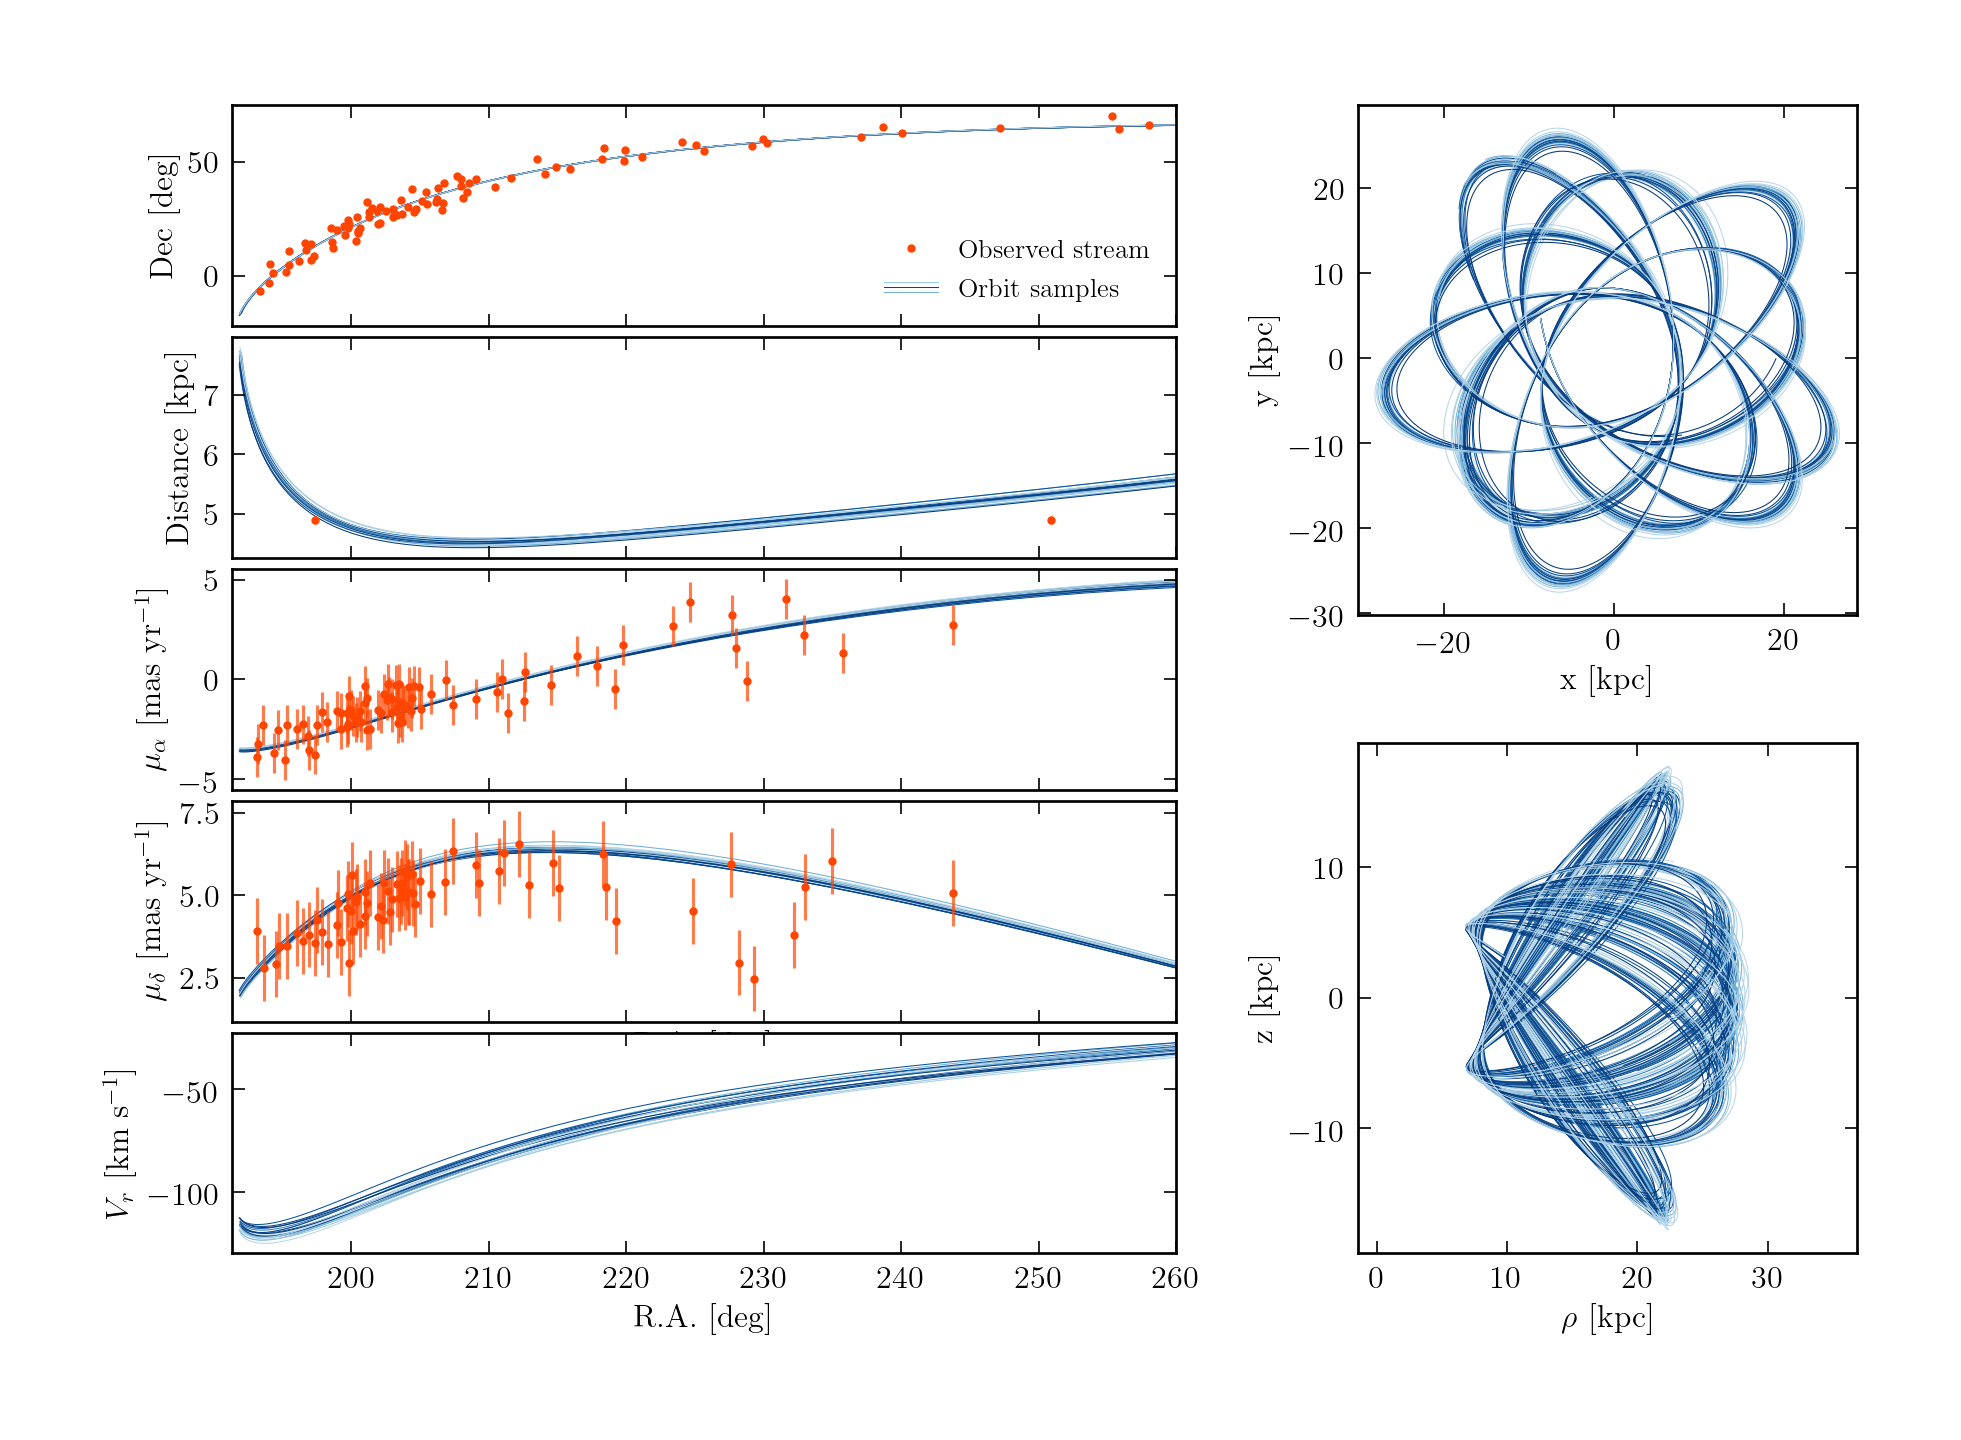 Dec [deg]
50
0
Observed stream
Orbit samples
Distance [kpc]
7
6
5
μα [mas yr⁻¹]
5
0
−5
μδ [mas yr⁻¹]
7.5
5.0
2.5
Vr [km s⁻¹]
−50
−100
200 210 220 230 240 250 260
R.A. [deg]
y [kpc]
20
10
0
−10
−20
−30
−20 0 20
x [kpc]
z [kpc]
10
0
−10
0 10 20 30
ρ [kpc]